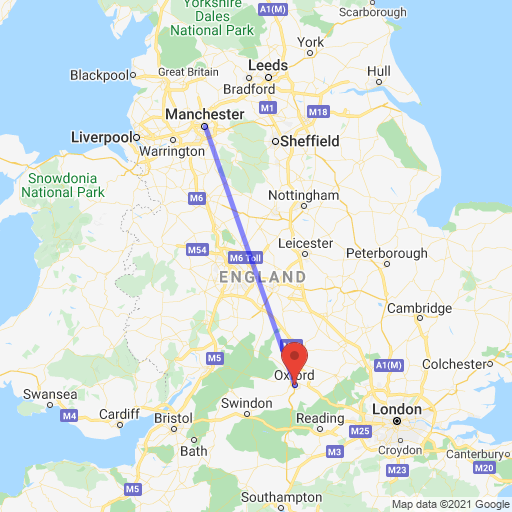 Yorkshire
Dales
National Park
A1(M)
Scarborough
York
Blackpool
Great Britain
Leeds
Bradford
Hull
M1
M18
Manchester
Liverpool
Warrington
Sheffield
Snowdonia
National Park
M6
Nottingham
M54
M6 Toll
Leicester
Peterborough
ENGLAND
Cambridge
M5
A1(M)
Colchester
Oxford
Swansea
M4
Cardiff
Bristol
Swindon
Reading
London
M25
Bath
Croydon
M3
M23
Canterbury
M20
M5
Southampton
Map data ©2021 Google